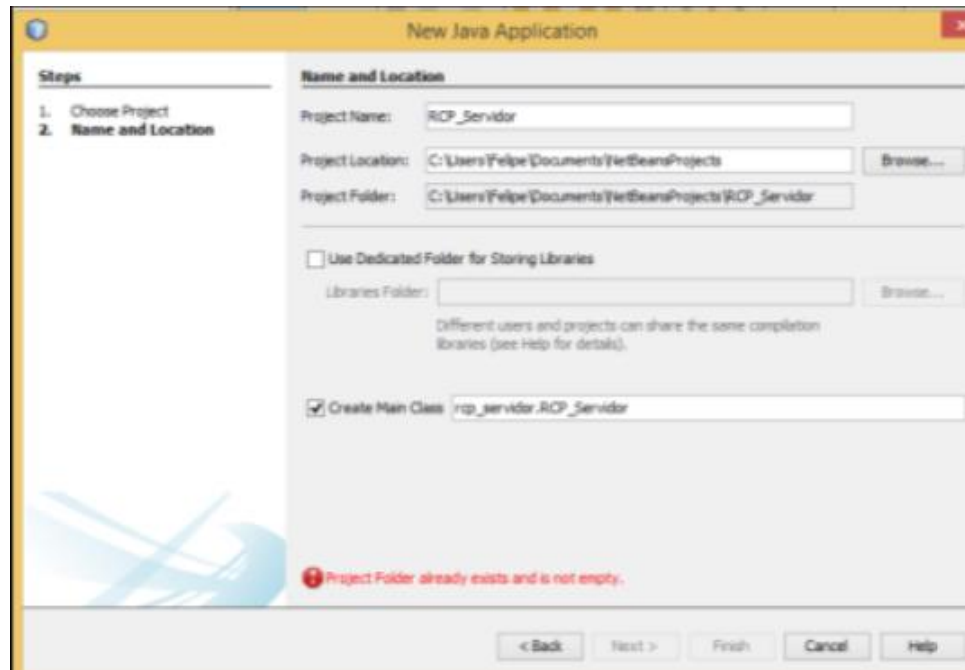 New Java Application
Steps
1. Choose Project
2. Name and Location
Name and Location
Project Name: RCP_Servidor
Project Location: C:\Users\Felipe\Documents\NetBeansProjects Browse...
Project Folder: C:\Users\Felipe\Documents\NetBeansProjects\RCP_Servidor
Use Dedicated Folder for Storing Libraries
Libraries Folder: Browse...
Different users and projects can share the same compilation
libraries (see Help for details).
Create Main Class rcp_servidor.RCP_Servidor
Project Folder already exists and is not empty.
< Back Next > Finish Cancel Help